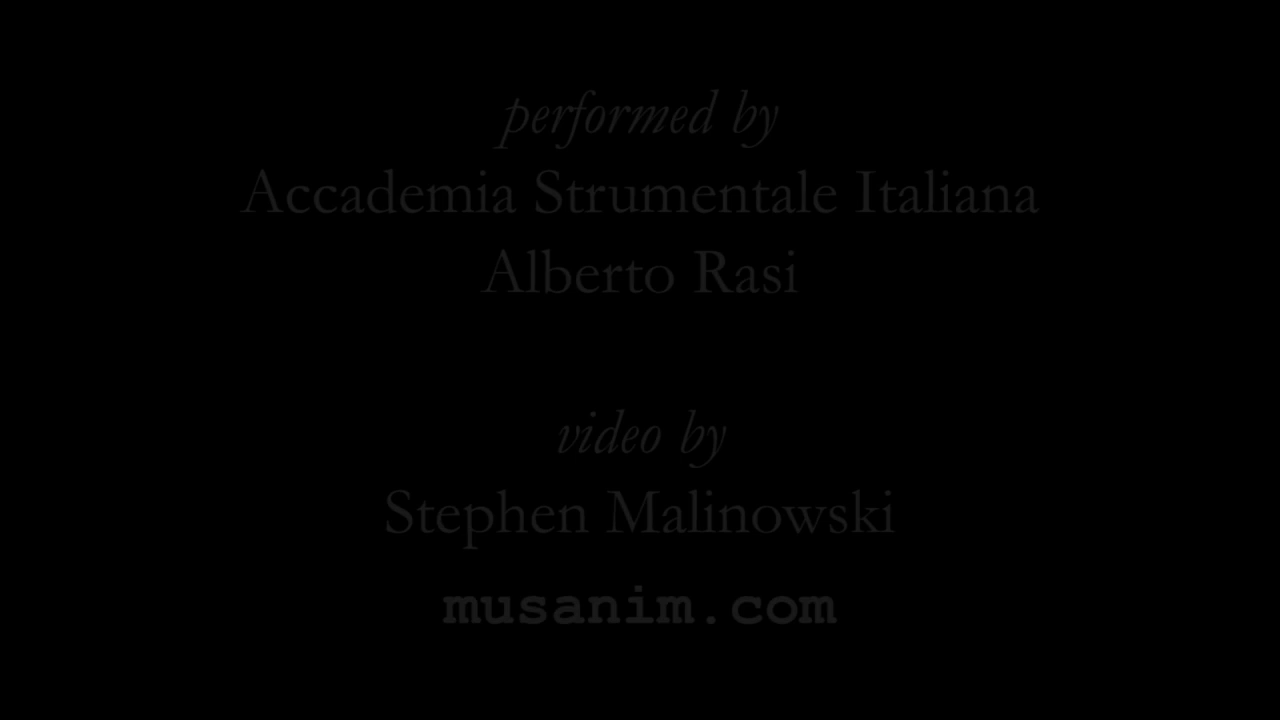 performed by
Accademia Strumentale Italiana
Alberto Rasi
video by
Stephen Malinowski
musanim.com